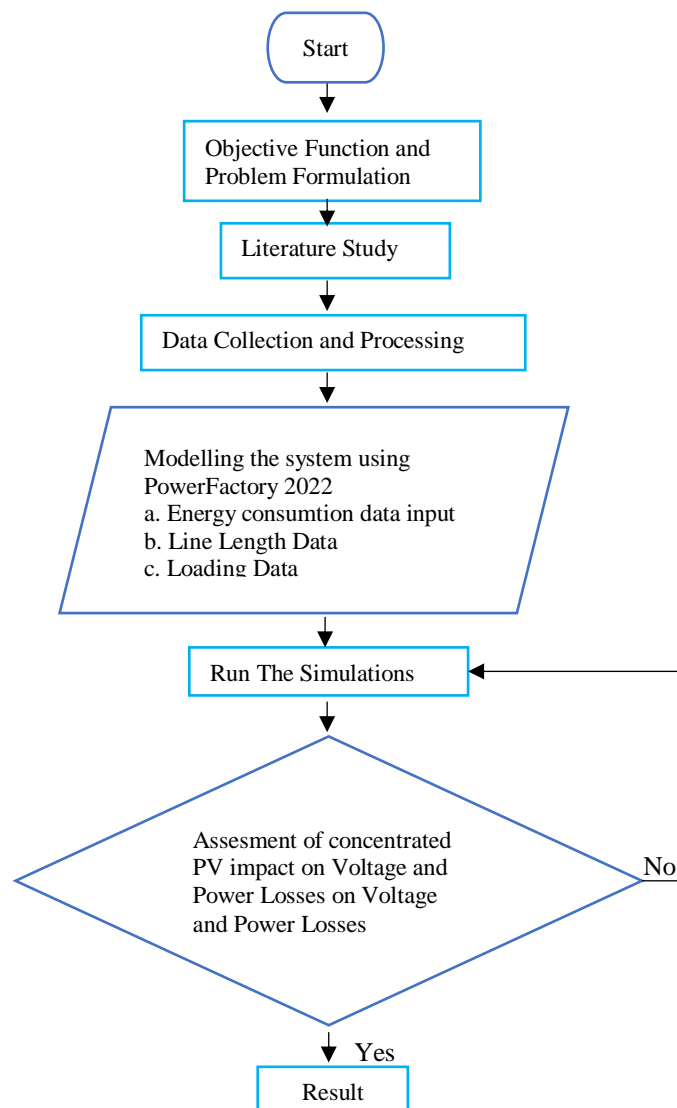 Start
Objective Function and
Problem Formulation
Literature Study
Data Collection and Processing
Modelling the system using
PowerFactory 2022
a. Energy consumtion data input
b. Line Length Data
c. Loading Data
Run The Simulations
Assesment of concentrated
PV impact on Voltage and
Power Losses on Voltage
and Power Losses
No
Yes
Result